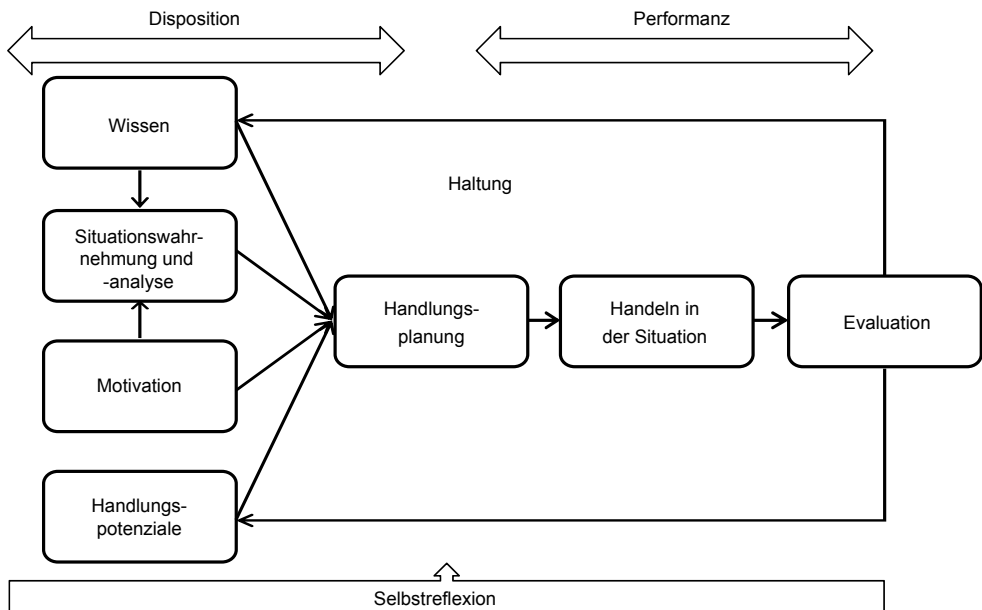 Disposition
Performanz
Wissen
Haltung
Situationswahr-
nehmung und
-analyse
Handlungs-
planung
Handeln in
der Situation
Evaluation
Motivation
Handlungs-
potenziale
Selbstreflexion